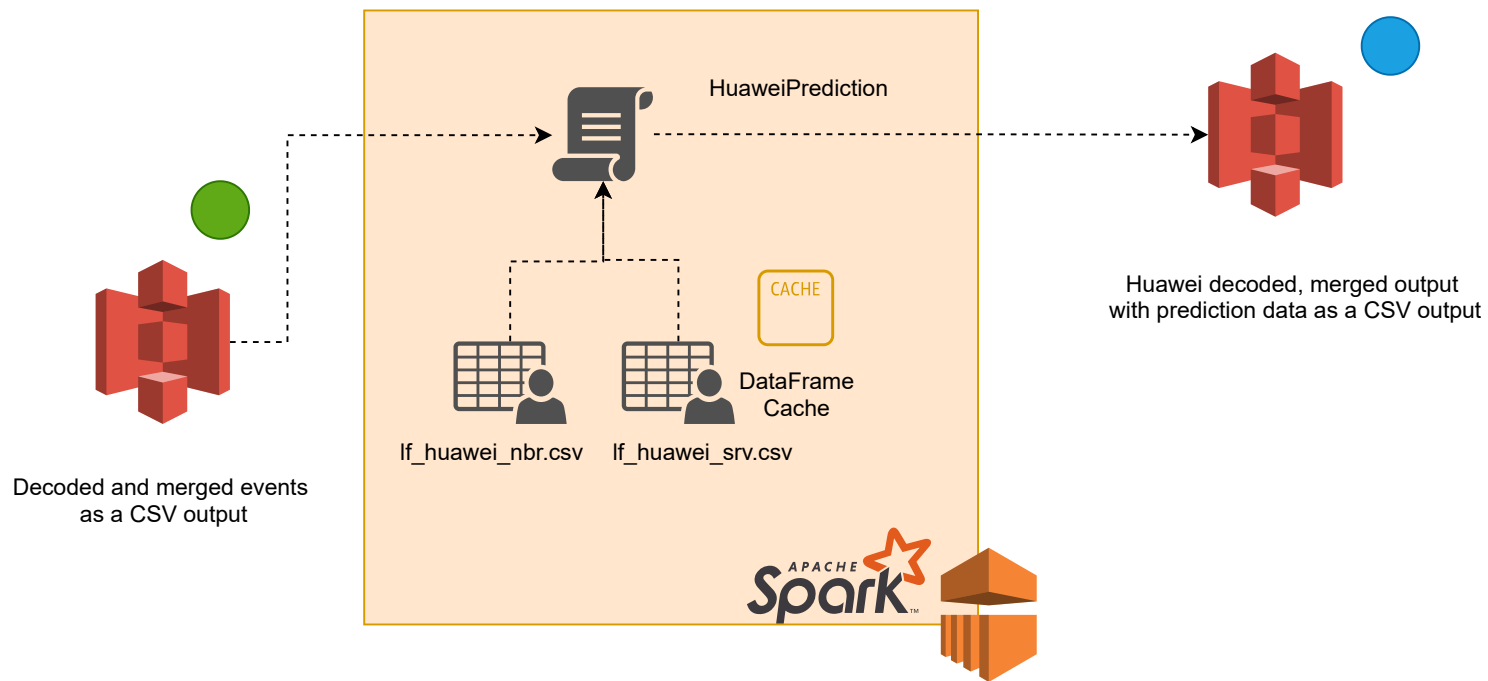 HuaweiPrediction
CACHE
DataFrame
Cache
lf_huawei_nbr.csv
lf_huawei_srv.csv
Decoded and merged events
as a CSV output
Huawei decoded, merged output
with prediction data as a CSV output
APACHE
Spark
TM